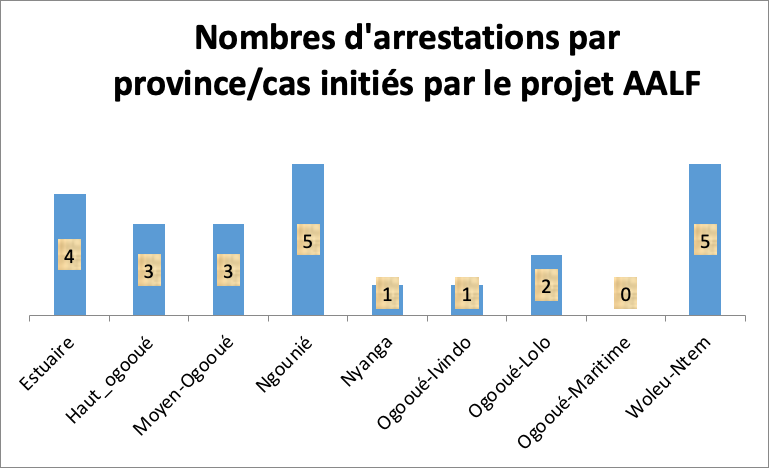 Nombres d'arrestations par
province/cas initiés par le projet AALF
4
3
3
5
1
1
2
0
5
Estuaire
Haut_ogooué
Moyen-Ogooué
Ngounié
Nyanga
Ogooué-Ivindo
Ogooué-Lolo
Ogooué-Maritime
Woleu-Ntem